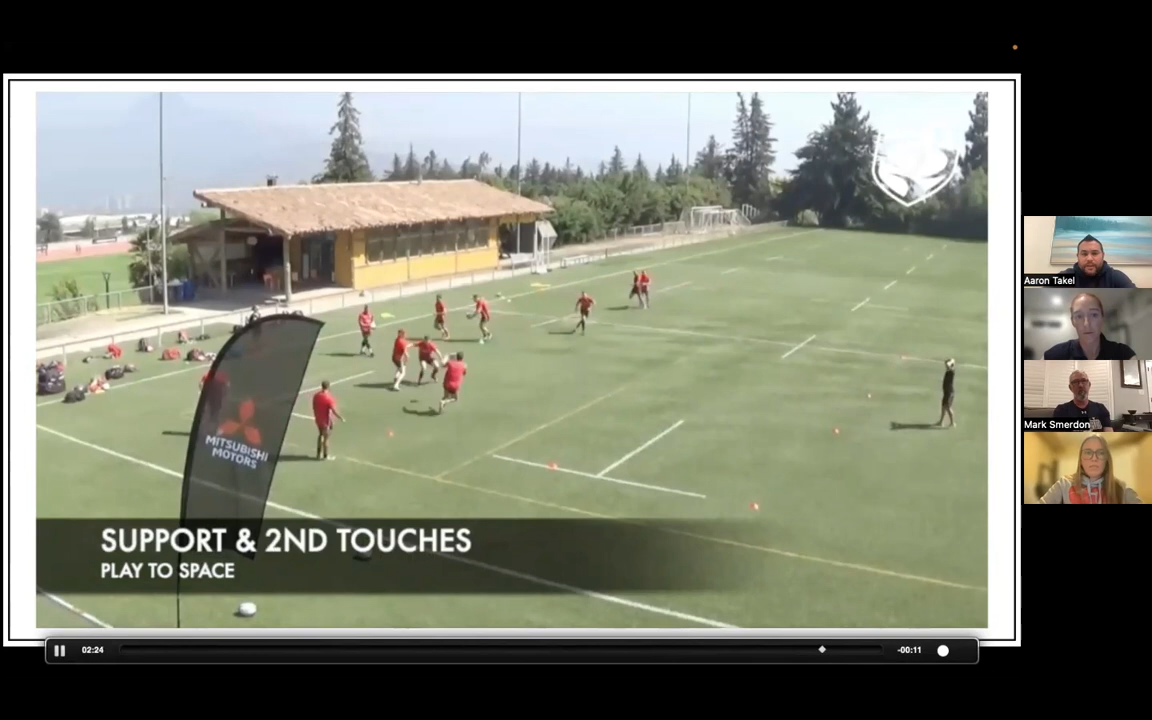 MITSUBISHI
MOTORS
SUPPORT & 2ND TOUCHES
PLAY TO SPACE
02:24
-00:11
Aaron Takel
Mark Smerdon